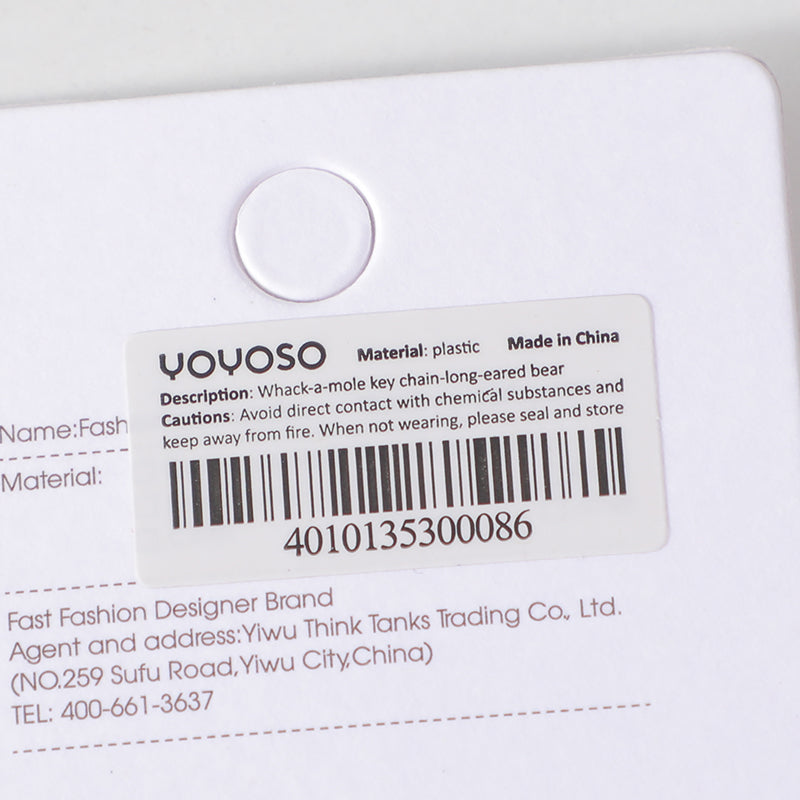 YOYOSO Material: plastic Made in China
Description: Whack-a-mole key chain-long-eared bear
Cautions: Avoid direct contact with chemical substances and
keep away from fire. When not wearing, please seal and store
4010135300086
Name:Fash
Material:
Fast Fashion Designer Brand
Agent and address:Yiwu Think Tanks Trading Co., Ltd.
(NO.259 Sufu Road,Yiwu City,China)
TEL: 400-661-3637